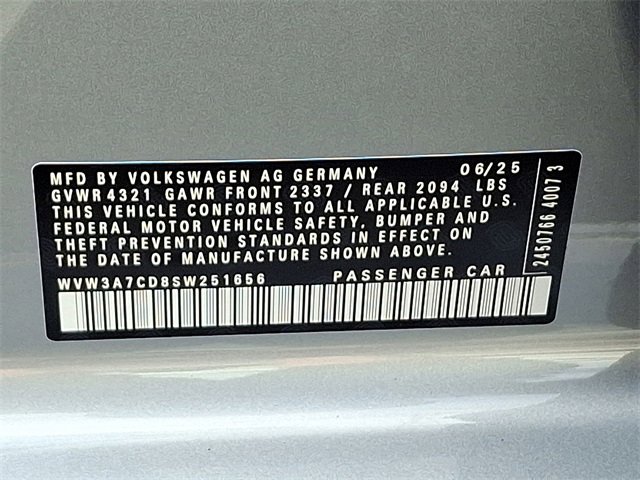 MFD BY VOLKSWAGEN AG GERMANY 06/25
GVWR 4321 GAWR FRONT 2337 / REAR 2094 LBS
THIS VEHICLE CONFORMS TO ALL APPLICABLE U.S.
FEDERAL MOTOR VEHICLE SAFETY, BUMPER AND
THEFT PREVENTION STANDARDS IN EFFECT ON
THE DATE OF MANUFACTURE SHOWN ABOVE.
WVW3A7CD8SW251656 PASSENGER CAR
2450766 4007 3